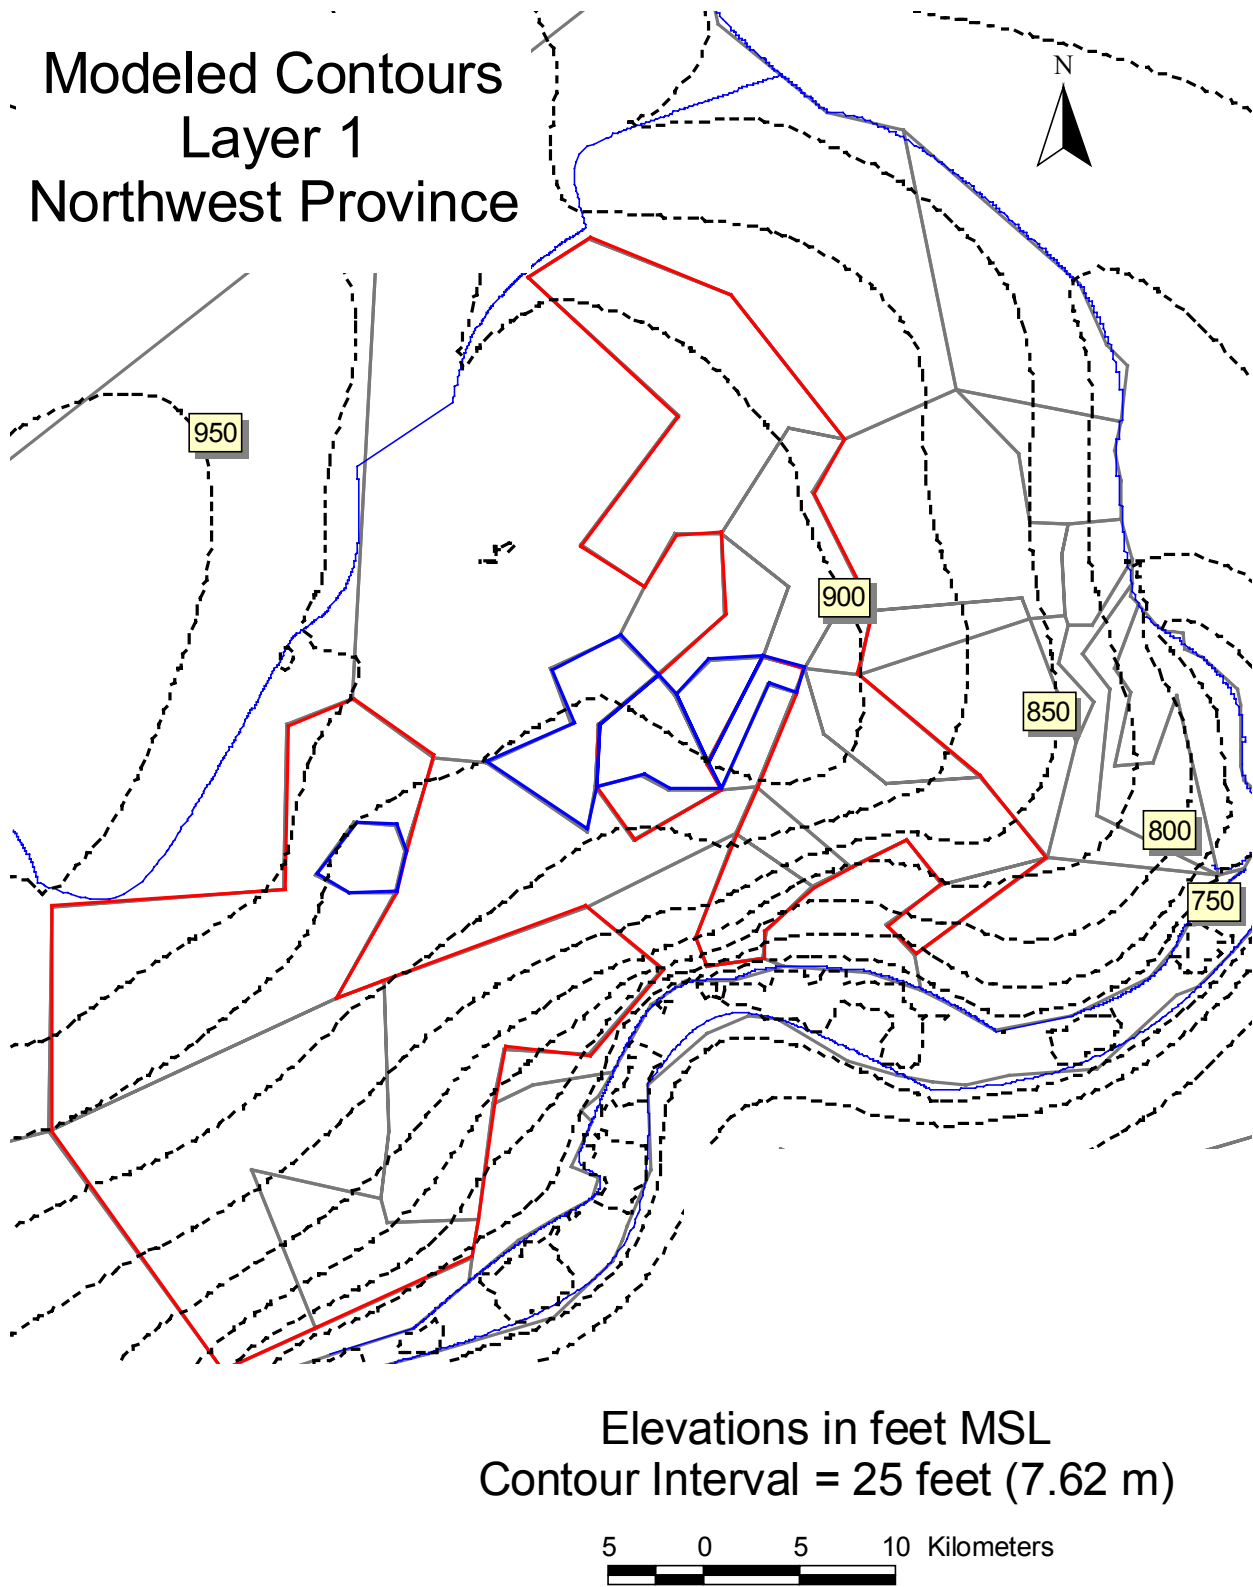 Modeled Contours
Layer 1
Northwest Province
N
950
900
850
800
750
Elevations in feet MSL
Contour Interval = 25 feet (7.62 m)
5 0 5 10 Kilometers